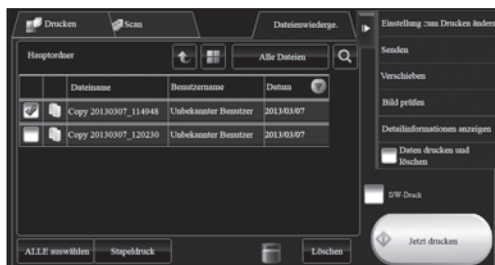 Drucken
Scan
Dateienwiederge.
Hauptordner
Alle Dateien
Dateiname Benutzername Datum
Copy 20130307_114948 Unbekannter Benutzer 2013/03/07
Copy 20130307_120230 Unbekannter Benutzer 2013/03/07
ALLE auswählen
Stapeldruck
Löschen
Einstellung zum Drucken ändern
Senden
Verschieben
Bild prüfen
Detailinformationen anzeigen
Daten drucken und
löschen
S/W-Druck
Jetzt drucken